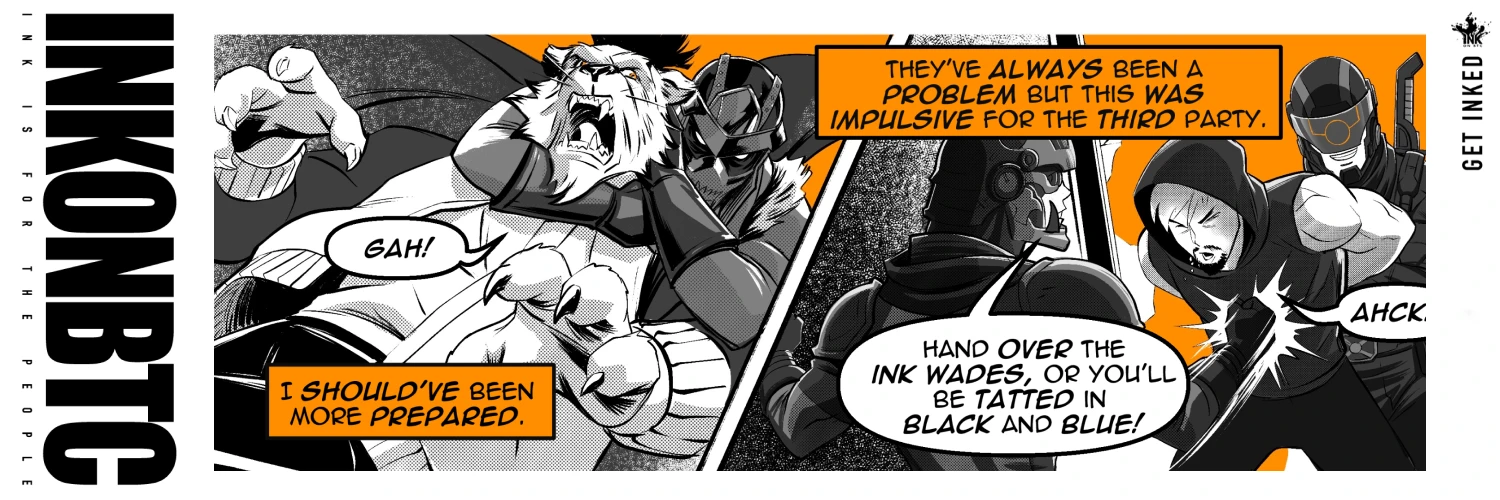 INK IS FOR THE PEOPLE
INKONBTC
GAH!
I SHOULD'VE BEEN
MORE PREPARED.
THEY'VE ALWAYS BEEN A
PROBLEM BUT THIS WAS
IMPULSIVE FOR THE THIRD PARTY.
HAND OVER THE
INK WADES, OR YOU'LL
BE TATTED IN
BLACK AND BLUE!
AHCK
INK
GET INKED